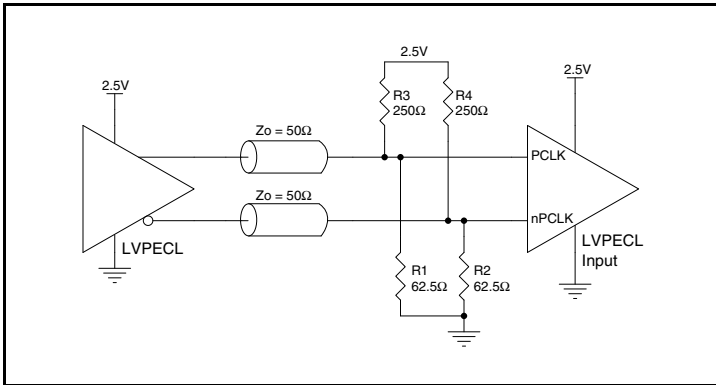 2.5V
2.5V
2.5V
R3
250Ω
R4
250Ω
Zo = 50Ω
PCLK
Zo = 50Ω
nPCLK
LVPECL
LVPECL
Input
R1
62.5Ω
R2
62.5Ω